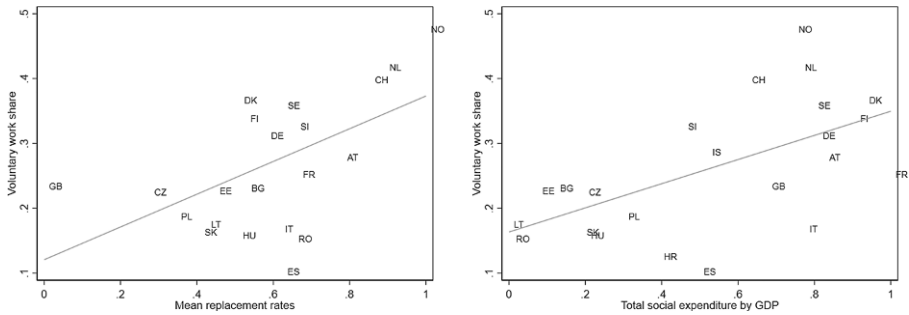 .5
.4
.3
.2
.1
Voluntary work share
NO
NL
CH
DK
SE
FI
SI
DE
AT
FR
GB
CZ
EE
BG
PL
LT
SK
HU
IT
RO
ES
0
.2
.4
.6
.8
1
Mean replacement rates
.5
.4
.3
.2
.1
Voluntary work share
NO
NL
CH
DK
SE
FI
SI
DE
IS
AT
FR
EE
BG
CZ
GB
PL
LT
RO
SK
HU
IT
HR
ES
0
.2
.4
.6
.8
1
Total social expenditure by GDP